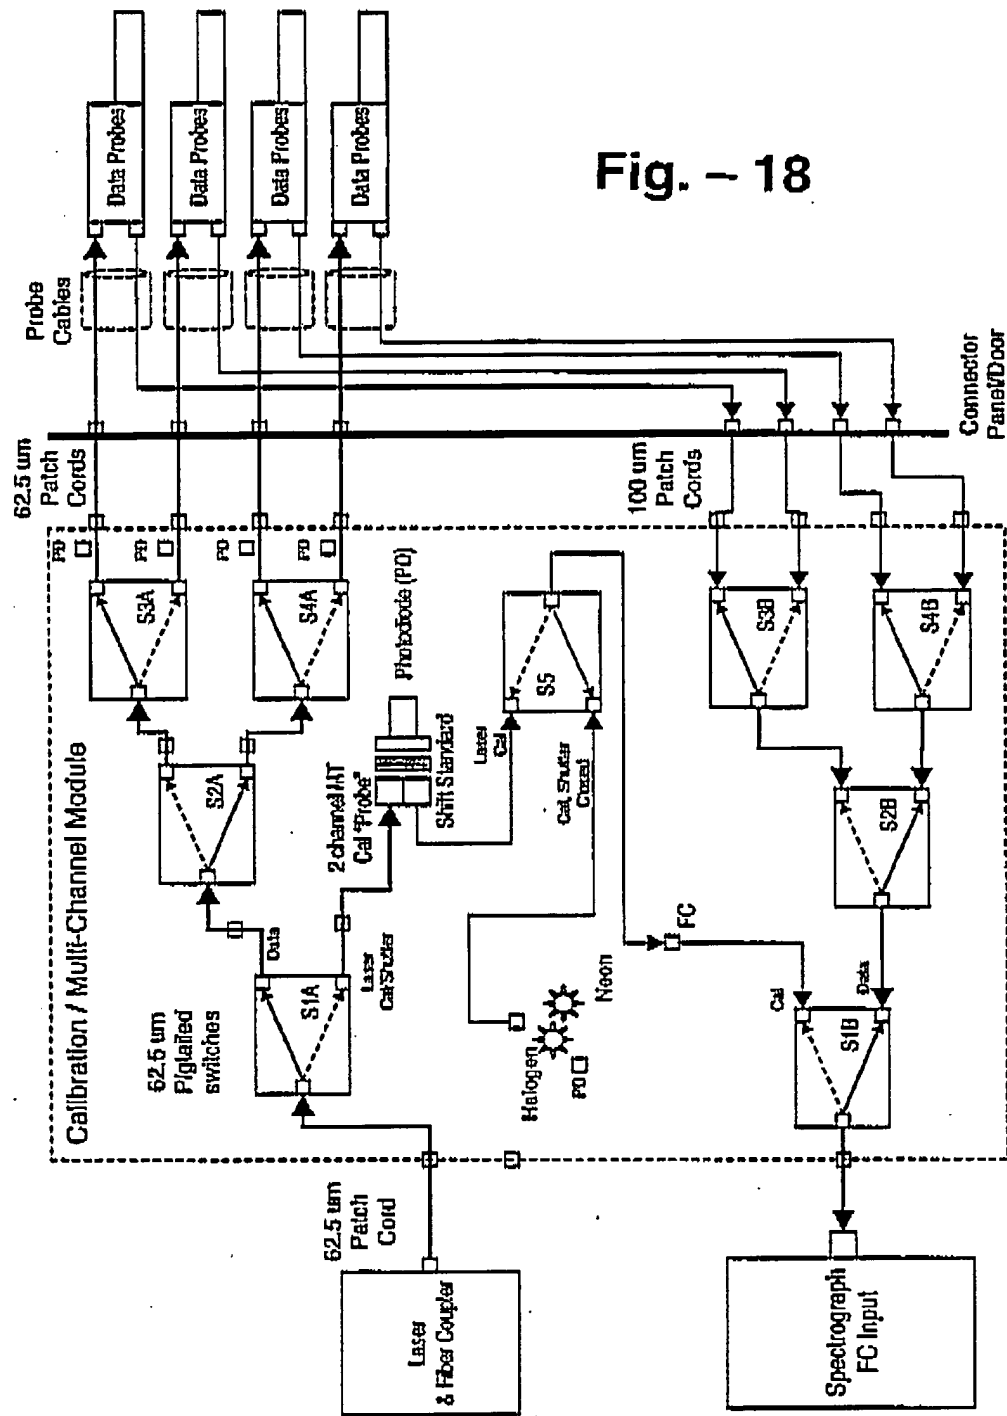 Fig. – 18
Calibration / Multi-Channel Module
Laser
& Fiber Coupler
62.5 um
Patch
Cord
62.5 um
Pigtailed
switches
S1A
Data
Laser
Cal Shutter
S2A
S3A
S4A
PD
PD
PD
PD
62.5 um
Patch
Cords
Probe
Cables
Data Probes
Data Probes
Data Probes
Data Probes
2 channel
Cal "Probe"
Shift Standard
Photodiode (PD)
Laser
Cal
S5
Cal, Shutter
Closed
Halogen
Neon
PD
FC
Cal
Data
S1B
S2B
S3B
S4B
100 um
Patch
Cords
Connector
Panel/Door
Spectrograph
FC Input